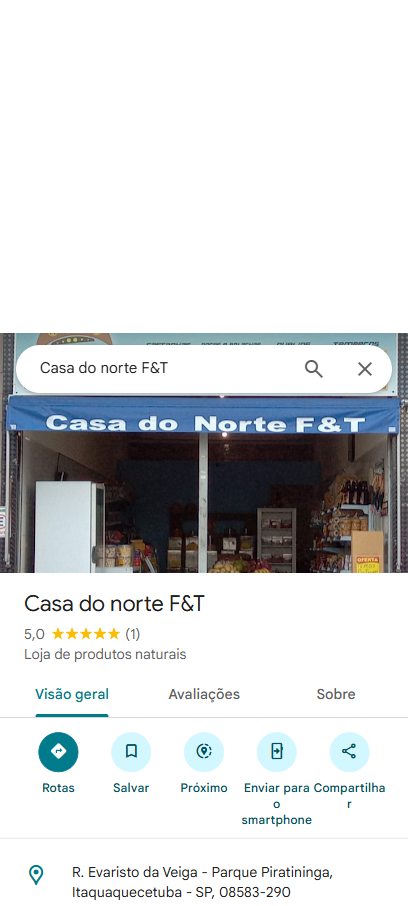 Casa do norte F&T
Casa do Norte F&T
OFERTA
Casa do norte F&T
5,0 (1)
Loja de produtos naturais
Visão geral
Avaliações
Sobre
Rotas
Salvar
Próximo
Enviar para
o
smartphone
Compartilha
r
R. Evaristo da Veiga - Parque Piratininga,
Itaquaquecetuba - SP, 08583-290